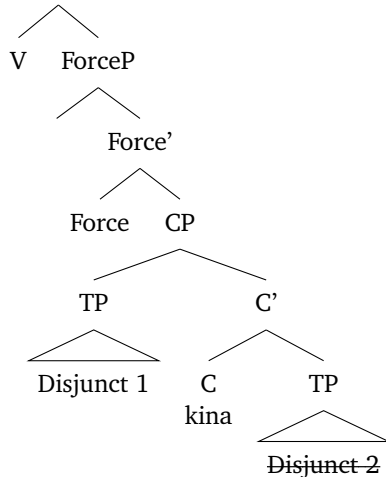 V ForceP
Force'
Force CP
TP C'
Disjunct 1 C TP
kina
Disjunct 2